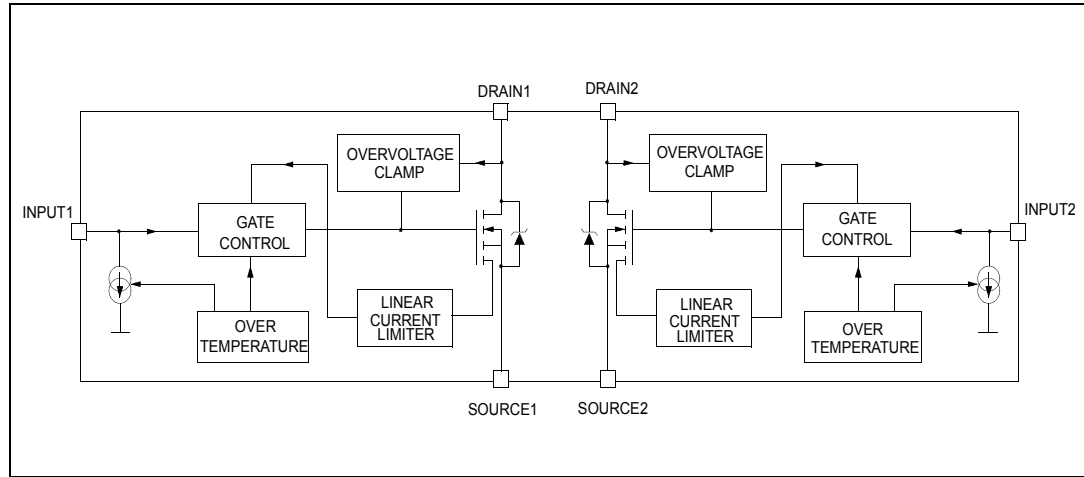 DRAIN1
DRAIN2
OVERVOLTAGE
CLAMP
OVERVOLTAGE
CLAMP
INPUT1
GATE
CONTROL
GATE
CONTROL
INPUT2
LINEAR
CURRENT
LIMITER
LINEAR
CURRENT
LIMITER
OVER
TEMPERATURE
OVER
TEMPERATURE
SOURCE1
SOURCE2